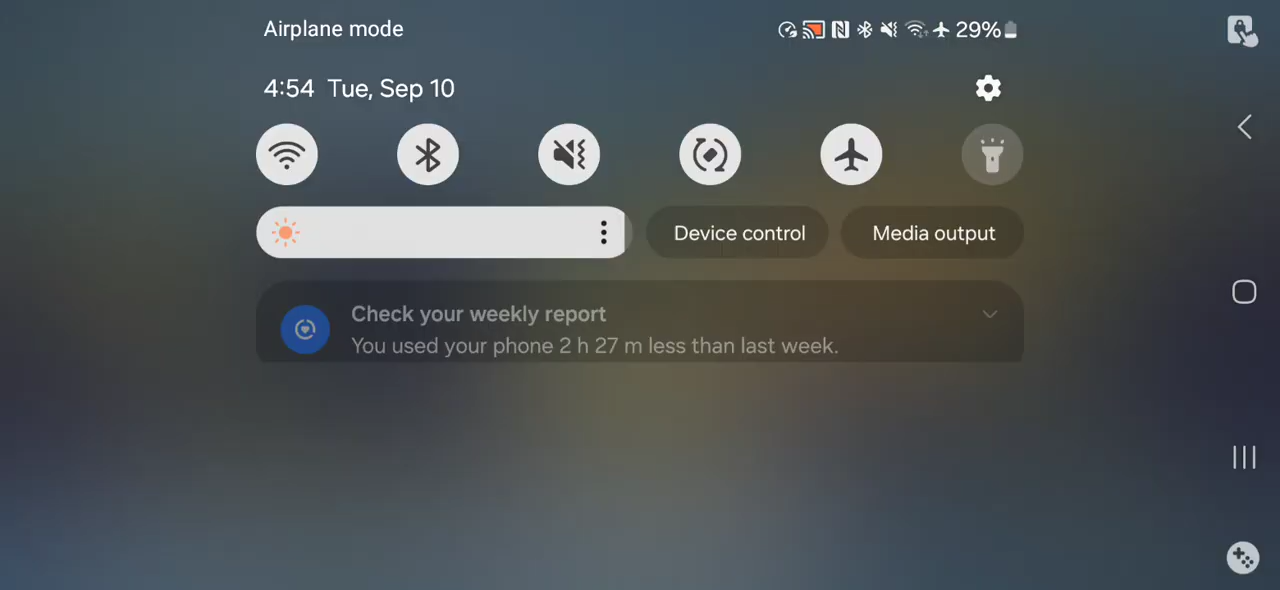 Airplane mode
29%
4:54 Tue, Sep 10
Device control
Media output
Check your weekly report
You used your phone 2 h 27 m less than last week.